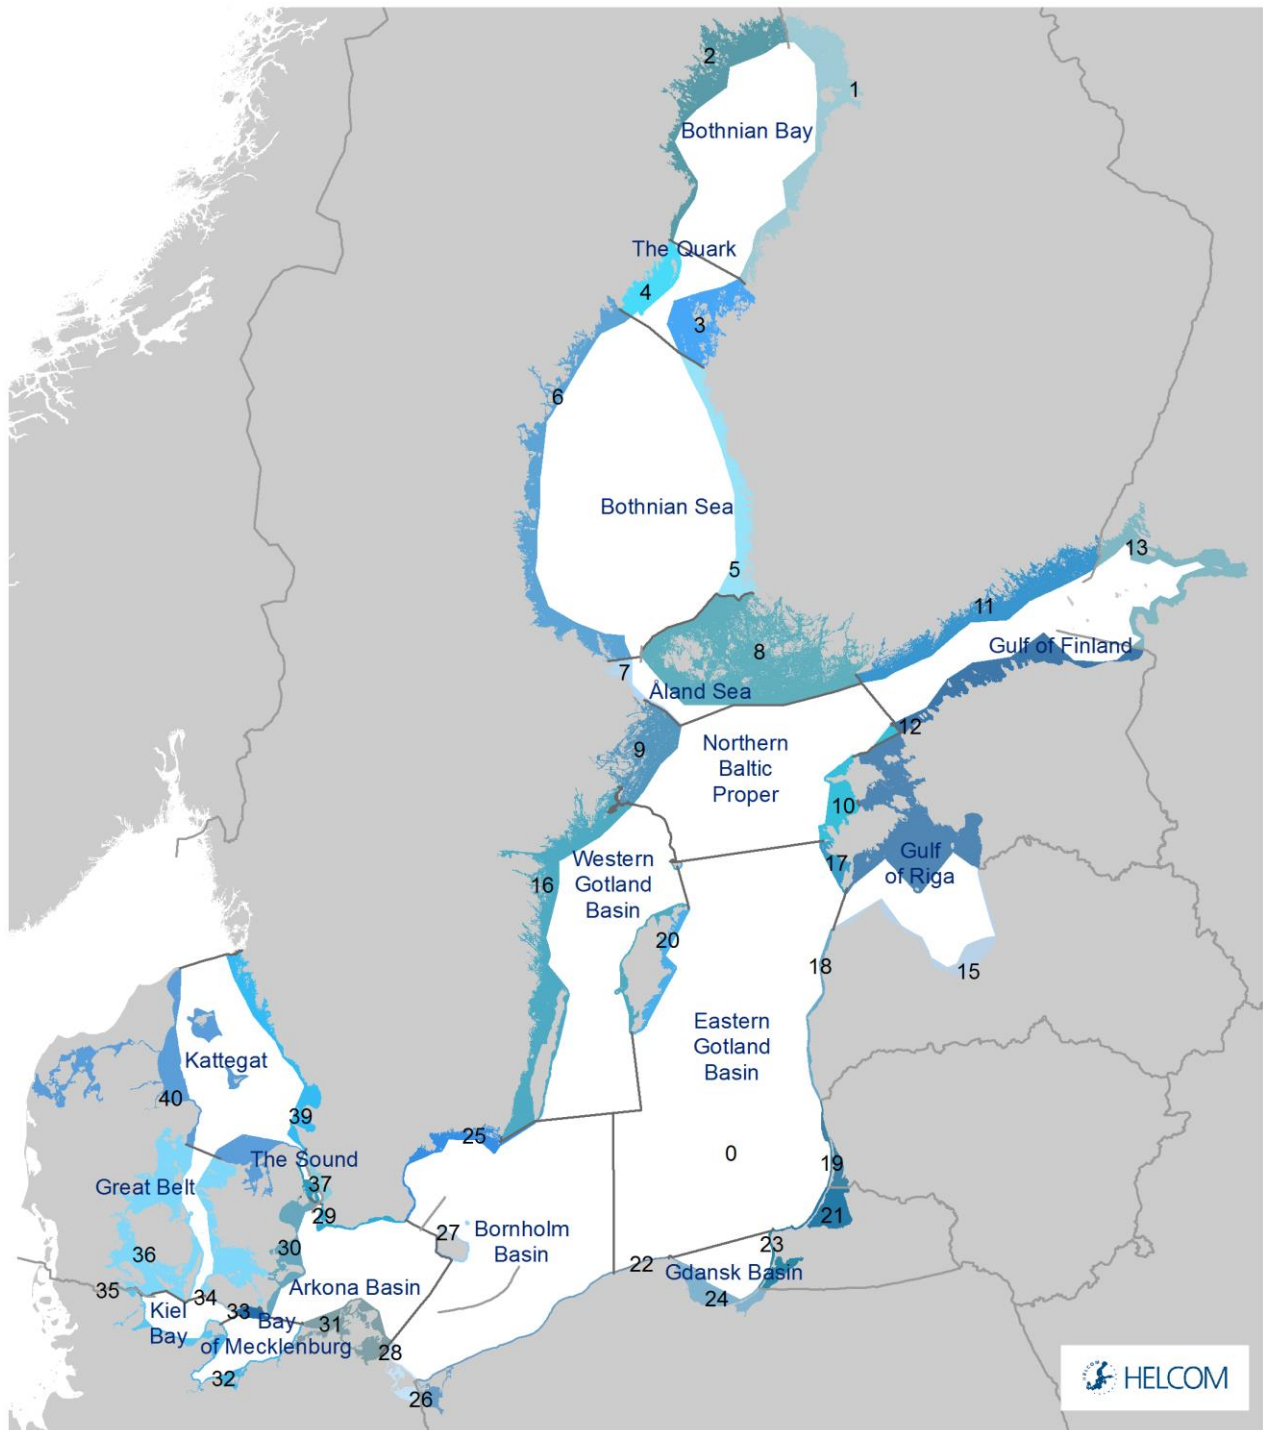 2
1
Bothnian Bay
The Quark
4
3
6
Bothnian Sea
5
13
11
Gulf of Finland
8
7
Åland Sea
12
9
Northern
Baltic
Proper
10
Gulf
of Riga
17
Western
Gotland
Basin
16
20
18
15
Eastern
Gotland
Basin
Kattegat
40
39
25
The Sound
0
19
37
Great Belt
29
21
27
Bornholm
Basin
30
36
23
22
Gdansk Basin
24
Arkona Basin
35
34
33
Kiel
Bay
Bay
of Mecklenburg
31
28
32
26
HELCOM
HELCOM